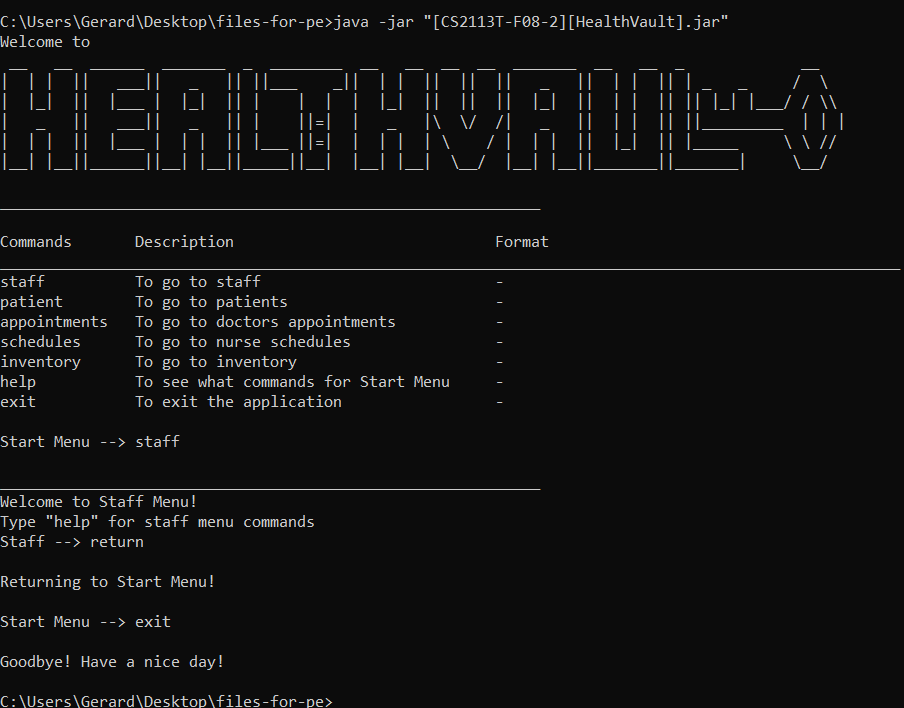 C:\Users\Gerard\Desktop\files-for-pe>java -jar "[CS2113T-F08-2][HealthVault].jar"
Welcome to
HEALTHVAULT
Commands Description Format
staff To go to staff -
patient To go to patients -
appointments To go to doctors appointments -
schedules To go to nurse schedules -
inventory To go to inventory -
help To see what commands for Start Menu -
exit To exit the application -
Start Menu --> staff
Welcome to Staff Menu!
Type "help" for staff menu commands
Staff --> return
Returning to Start Menu!
Start Menu --> exit
Goodbye! Have a nice day!
C:\Users\Gerard\Desktop\files-for-pe>